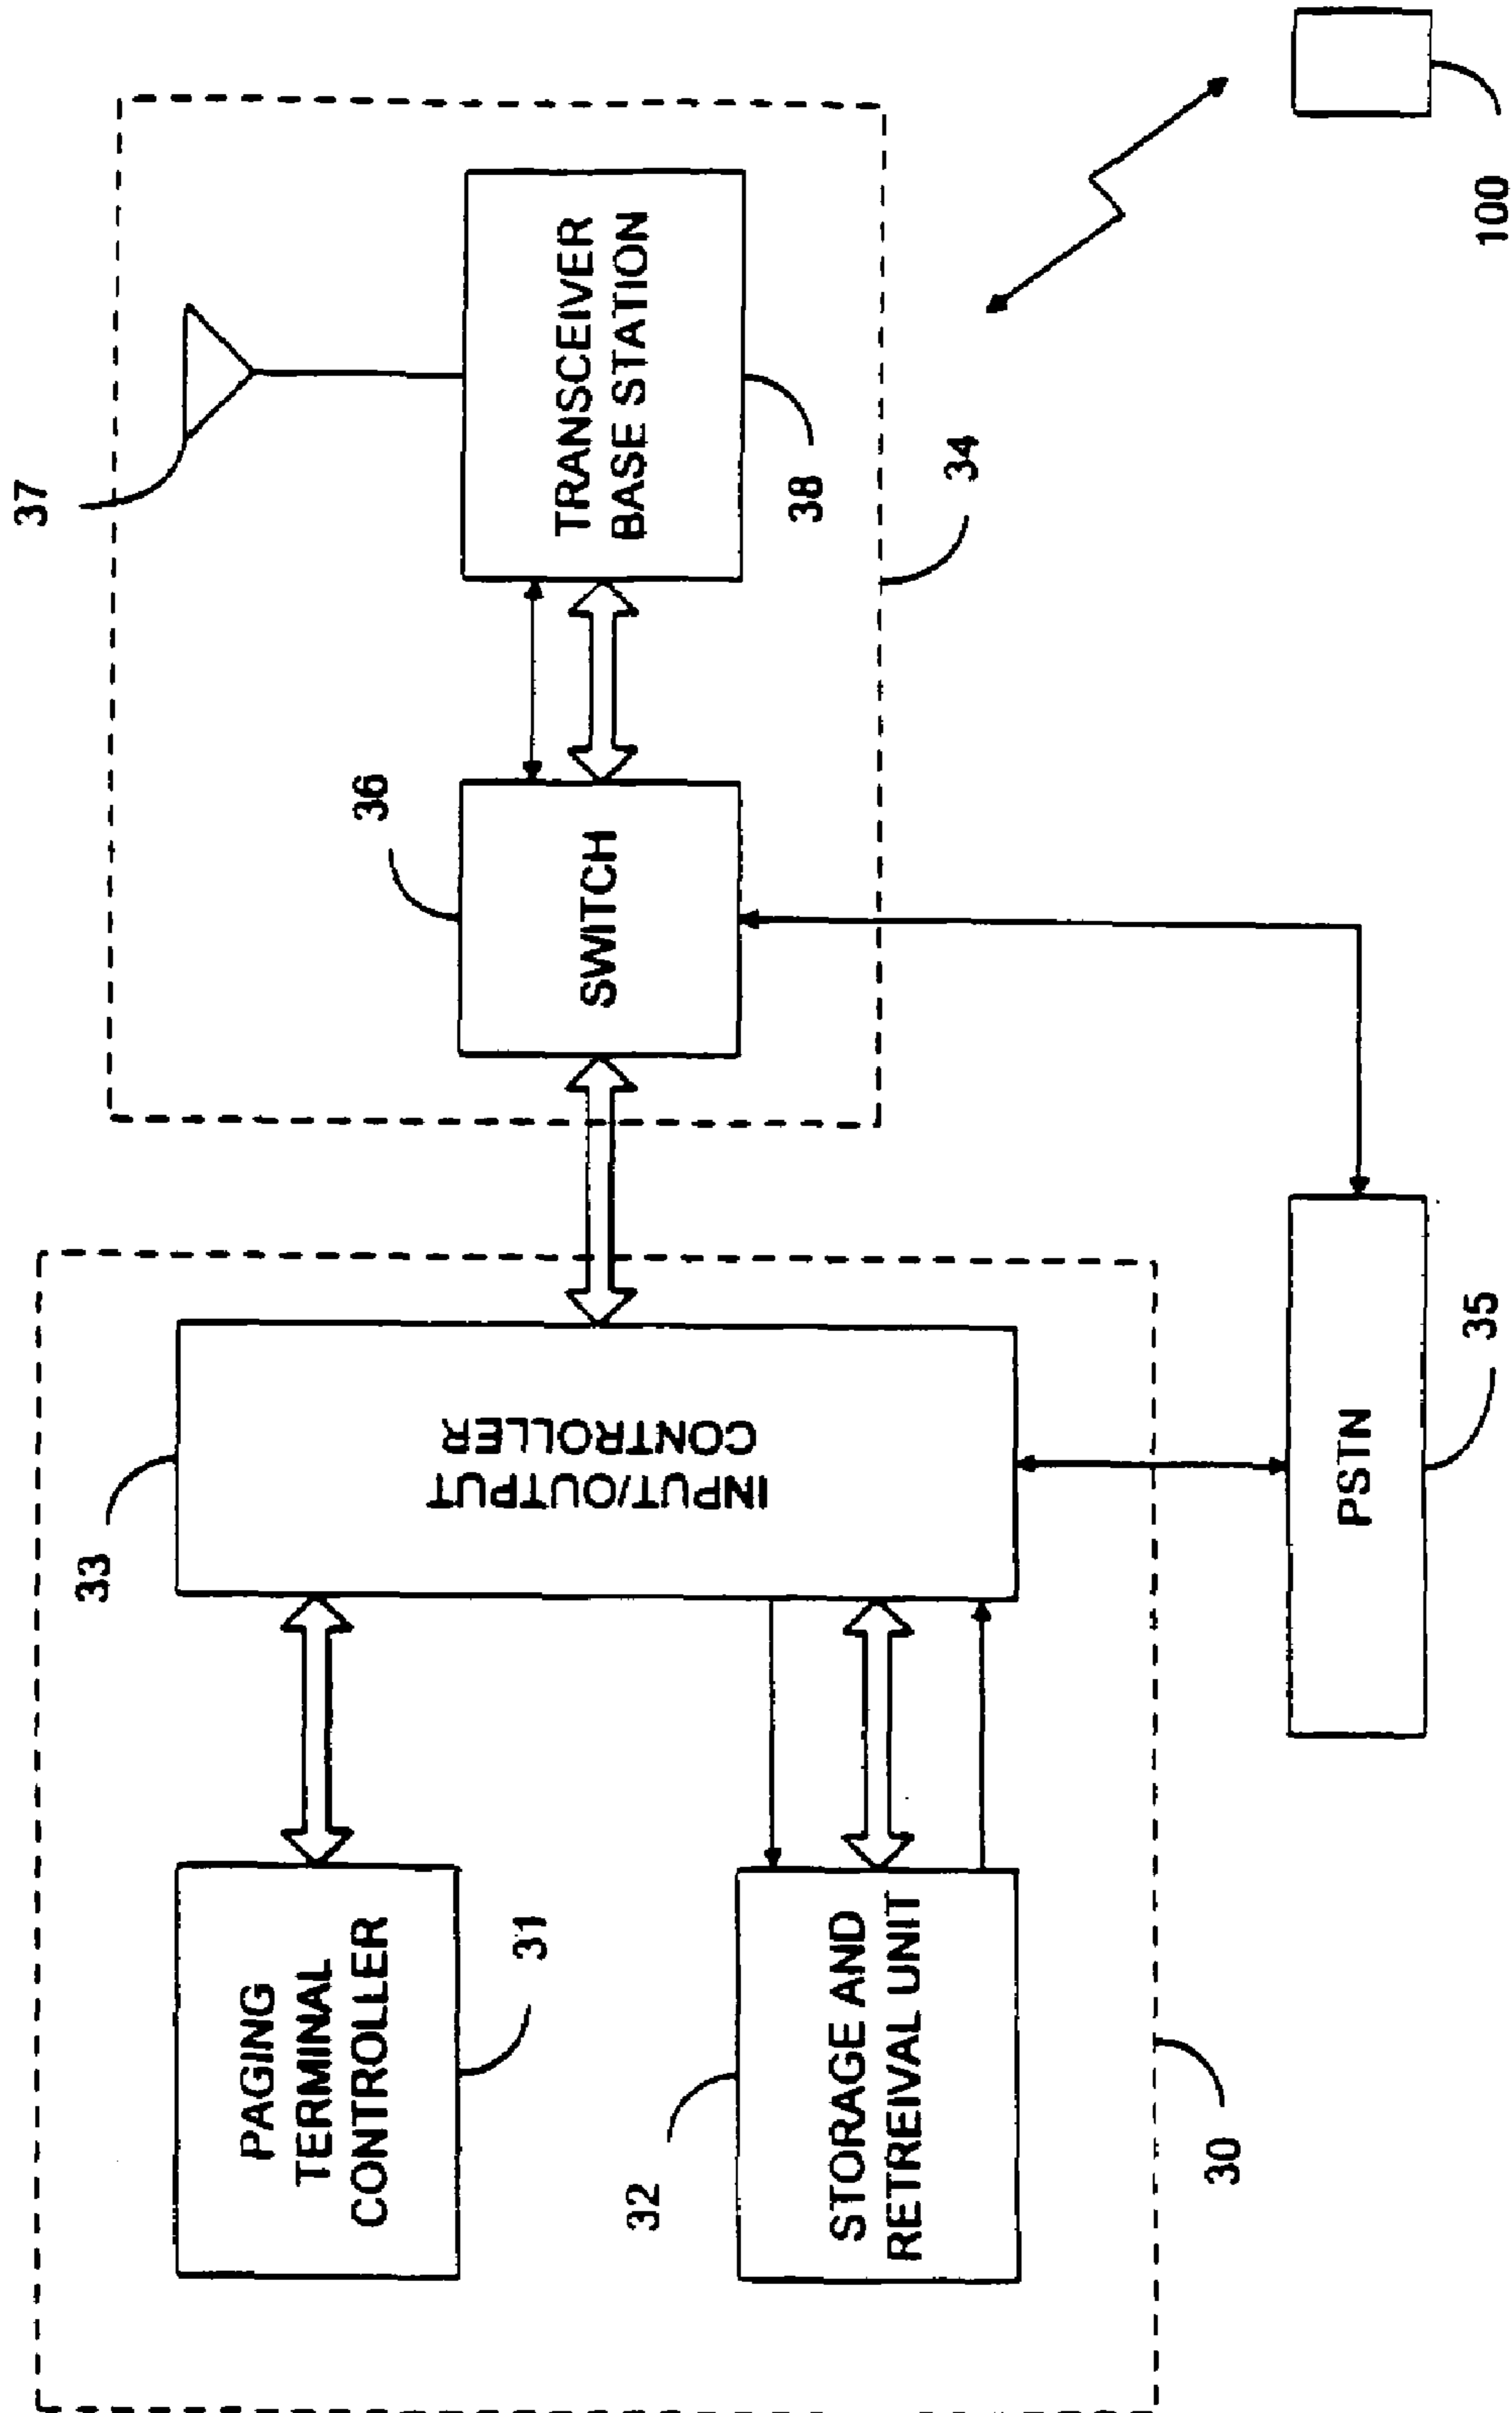 37
36
TRANSCEIVER
BASE STATION
SWITCH
38
34
100
33
INPUT/OUTPUT
CONTROLLER
PAGING
TERMINAL
CONTROLLER
31
32
STORAGE AND
RETREIVAL UNIT
30
PSTN
35